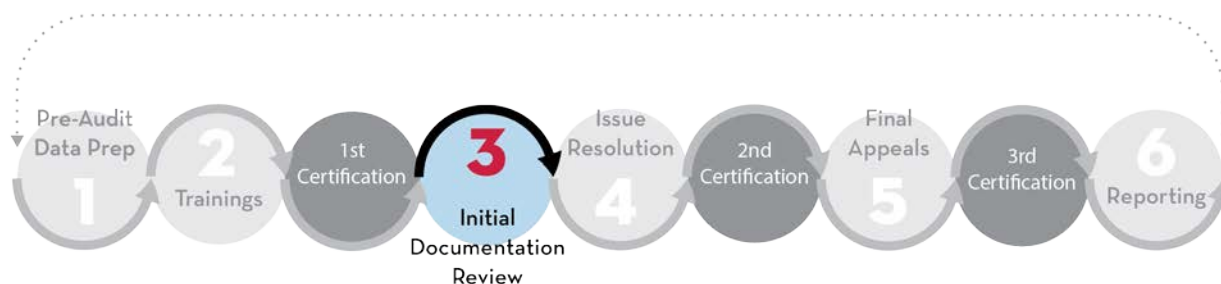 Pre-Audit
Data Prep
1
2
Trainings
1st
Certification
3
Initial
Documentation
Review
Issue
Resolution
4
2nd
Certification
Final
Appeals
5
3rd
Certification
6
Reporting